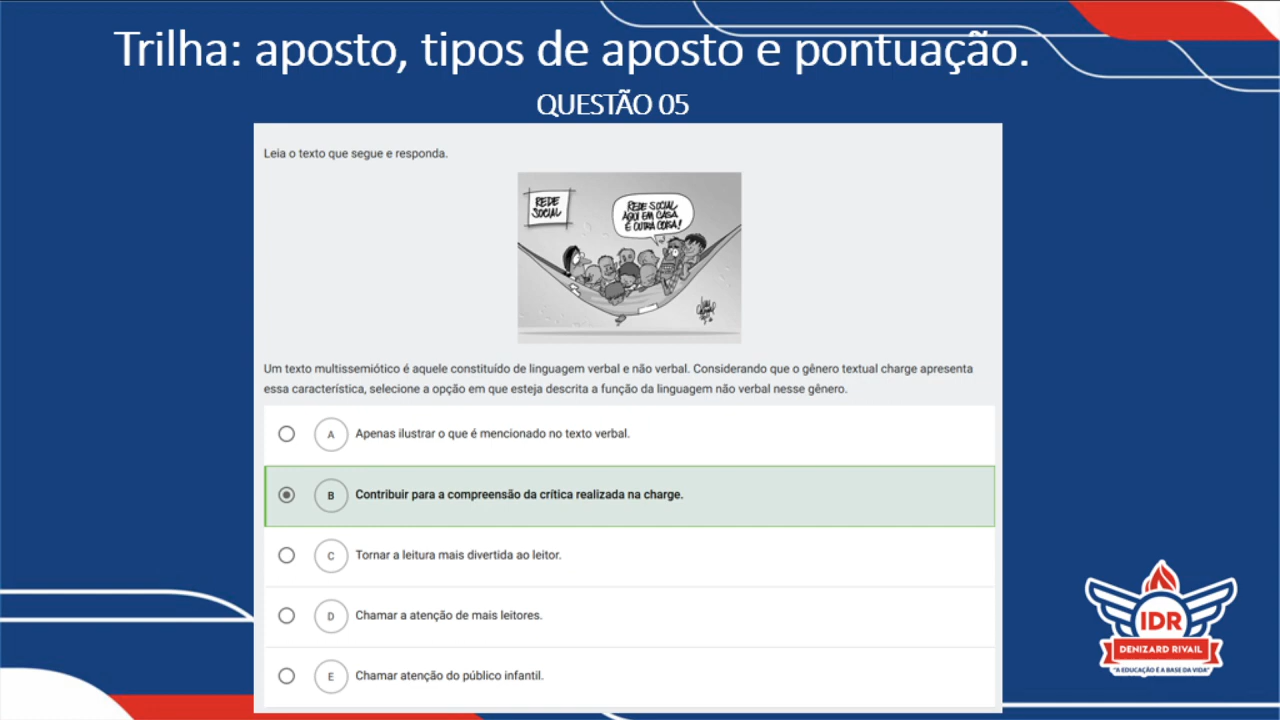 Trilha: aposto, tipos de aposto e pontuação.
QUESTÃO 05
Leia o texto que segue e responda.
REDE
SOCIAL
REDE SOCIAL
AQUI EM CASA
É OUTRA COISA!
Um texto multissemiótico é aquele constituído de linguagem verbal e não verbal. Considerando que o gênero textual charge apresenta
essa característica, selecione a opção em que esteja descrita a função da linguagem não verbal nesse gênero.
A Apenas ilustrar o que é mencionado no texto verbal.
B Contribuir para a compreensão da crítica realizada na charge.
C Tornar a leitura mais divertida ao leitor.
D Chamar a atenção de mais leitores.
E Chamar atenção do público infantil.
IDR
DENIZARD RIVAIL
"A EDUCAÇÃO É A BASE DA VIDA"